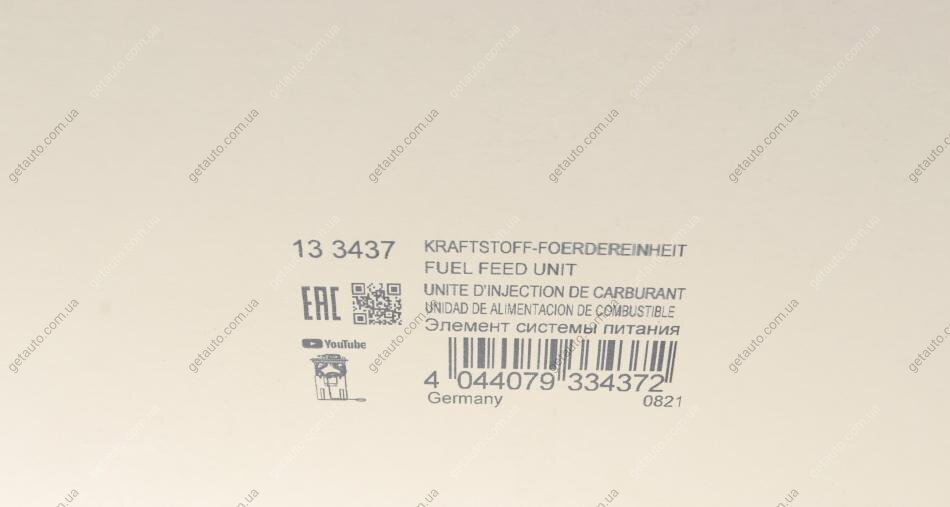 13 3437
KRAFTSTOFF-FOERDEREINHEIT
FUEL FEED UNIT
UNITE D'INJECTION DE CARBURANT
UNIDAD DE ALIMENTACION DE COMBUSTIBLE
Элемент системы питания
EAC
YouTube
4 044079 334372
Germany 0821
getauto.com.ua